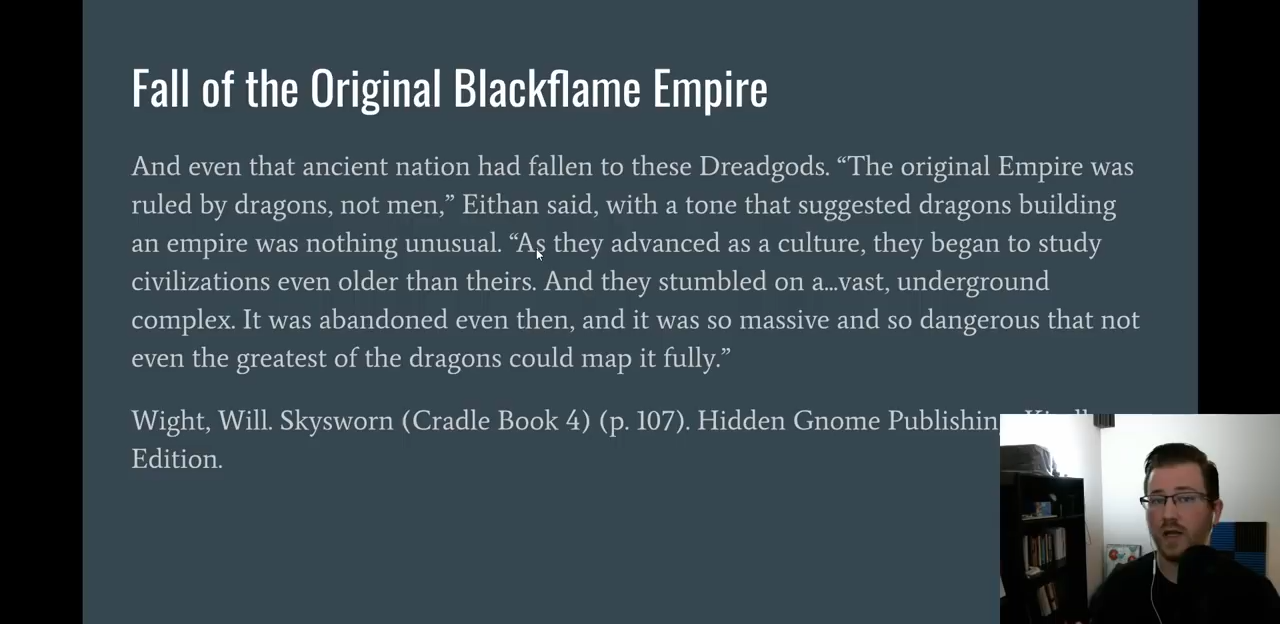 Fall of the Original Blackflame Empire
And even that ancient nation had fallen to these Dreadgods. “The original Empire was
ruled by dragons, not men,” Eithan said, with a tone that suggested dragons building
an empire was nothing unusual. “As they advanced as a culture, they began to study
civilizations even older than theirs. And they stumbled on a...vast, underground
complex. It was abandoned even then, and it was so massive and so dangerous that not
even the greatest of the dragons could map it fully.”
Wight, Will. Skysworn (Cradle Book 4) (p. 107). Hidden Gnome Publishing
Edition.